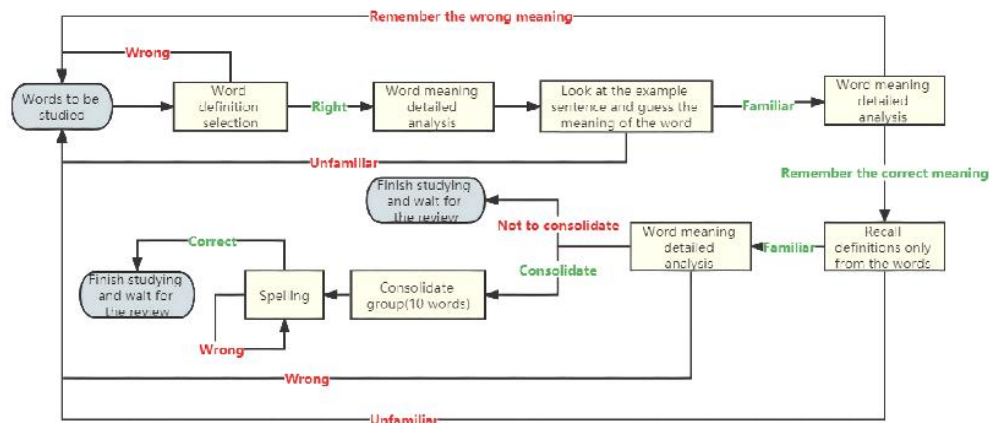 Remember the wrong meaning
Wrong
Words to be
studied
Word
definition
selection
Right
Word meaning
detailed
analysis
Look at the example
sentence and guess the
meaning of the word
Familiar
Word meaning
detailed
analysis
Unfamiliar
Remember the correct meaning
Finish studying
and wait for
the review
Not to consolidate
Word meaning
detailed
analysis
Familiar
Recall
definitions only
from the words
Correct
Consolidate
Finish studying
and wait for
the review
Spelling
Consolidate
group(10 words)
Wrong
Wrong
Unfamiliar